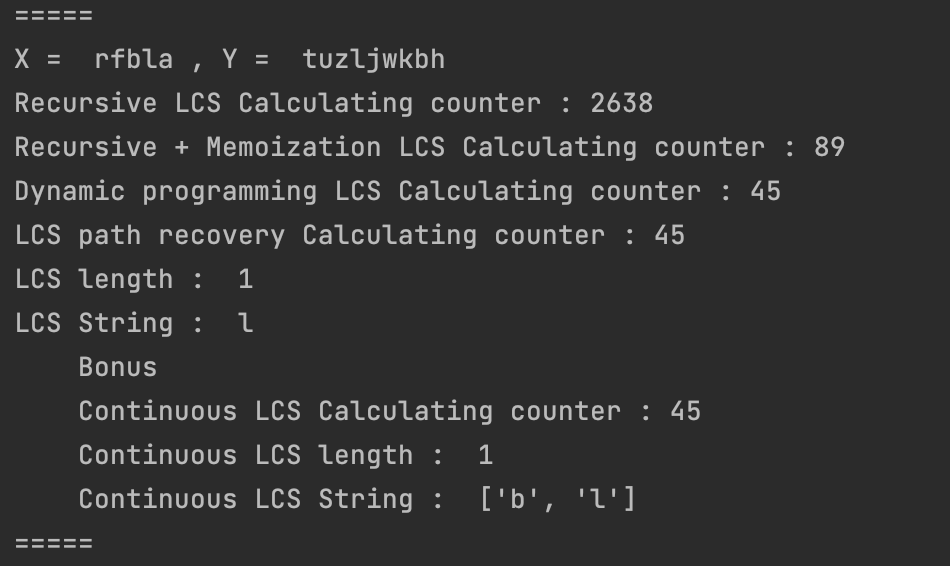 =====
X =  rfbla , Y =  tuzljwkbh
Recursive LCS Calculating counter : 2638
Recursive + Memoization LCS Calculating counter : 89
Dynamic programming LCS Calculating counter : 45
LCS path recovery Calculating counter : 45
LCS length :  1
LCS String :  l
    Bonus
    Continuous LCS Calculating counter : 45
    Continuous LCS length :  1
    Continuous LCS String :  ['b', 'l']
=====